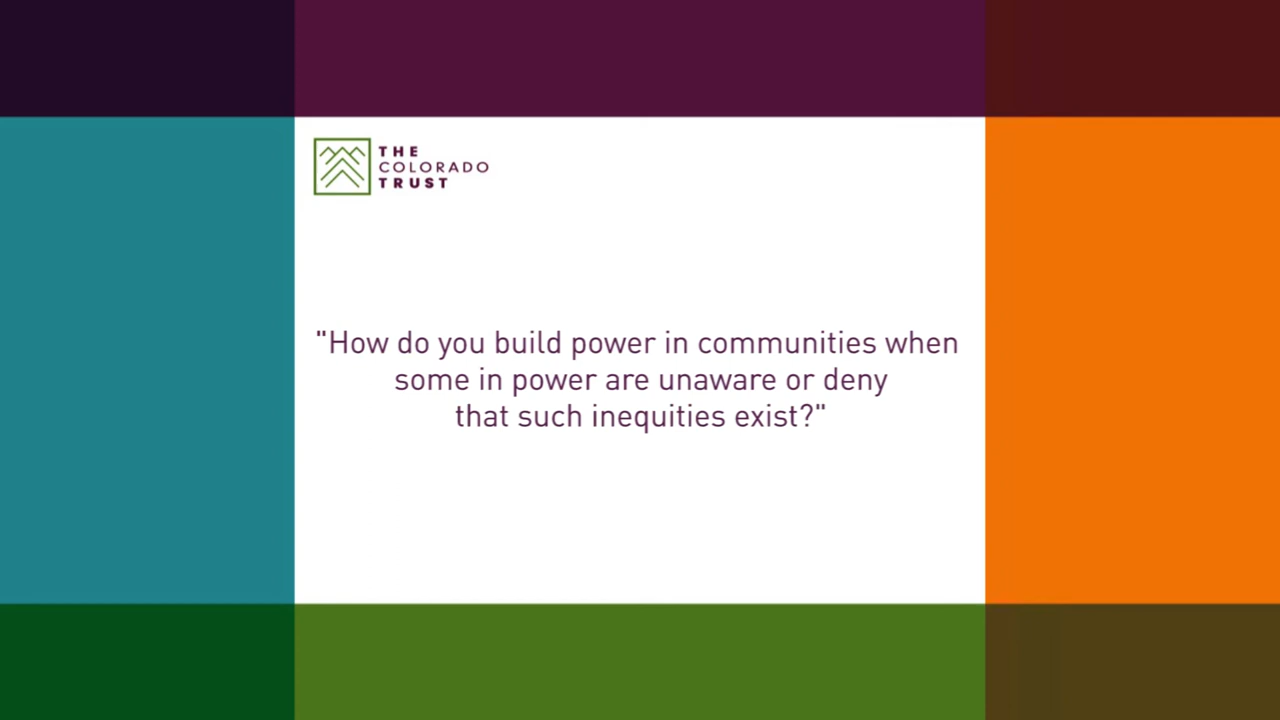 THE
COLORADO
TRUST
"How do you build power in communities when
some in power are unaware or deny
that such inequities exist?"